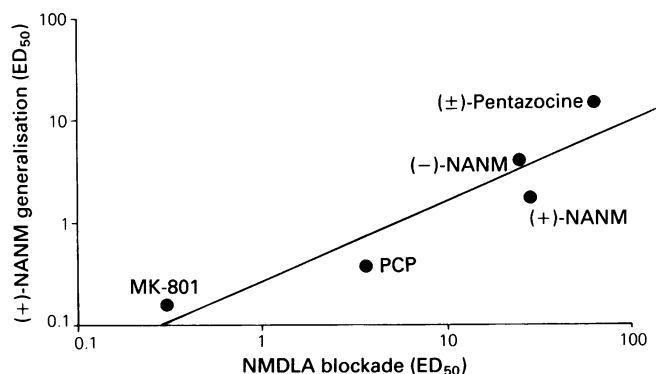 (+)-NANM generalisation (ED50)
100
10
1
0.1
(±)-Pentazocine
(−)-NANM
(+)-NANM
PCP
MK-801
0.1
1
10
100
NMDLA blockade (ED50)